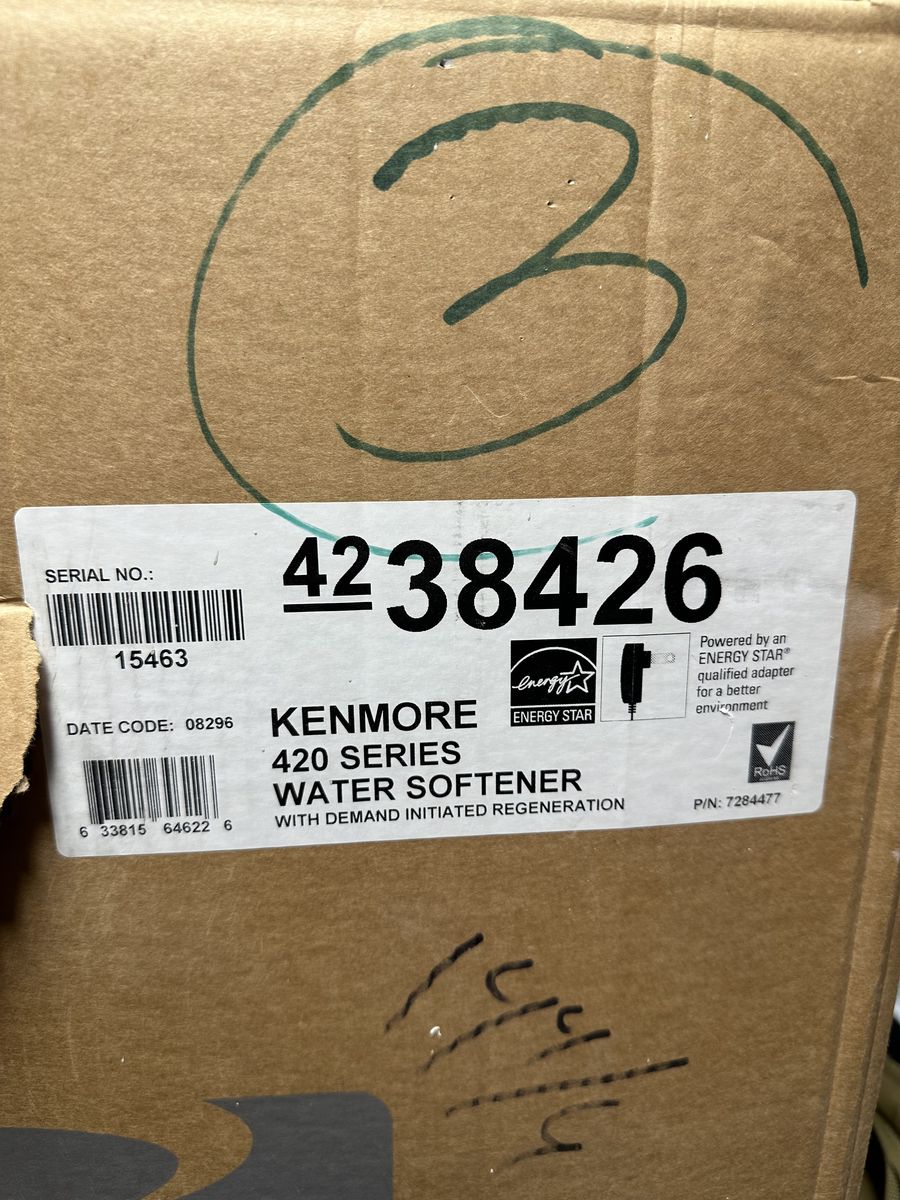 3
SERIAL NO.:
15463
42 38426
energy
ENERGY STAR
Powered by an
ENERGY STAR®
qualified adapter
for a better
environment
DATE CODE: 08296
6 33815 64622 6
KENMORE
420 SERIES
WATER SOFTENER
WITH DEMAND INITIATED REGENERATION
RoHS
P/N: 7284477